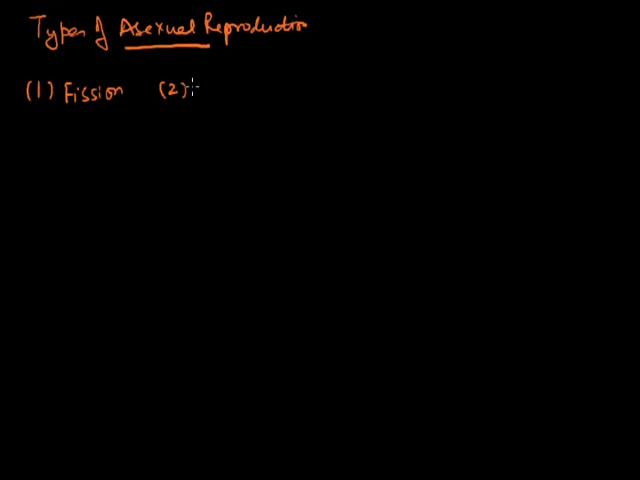 Types of Asexual Reproduction
(1) Fission (2)